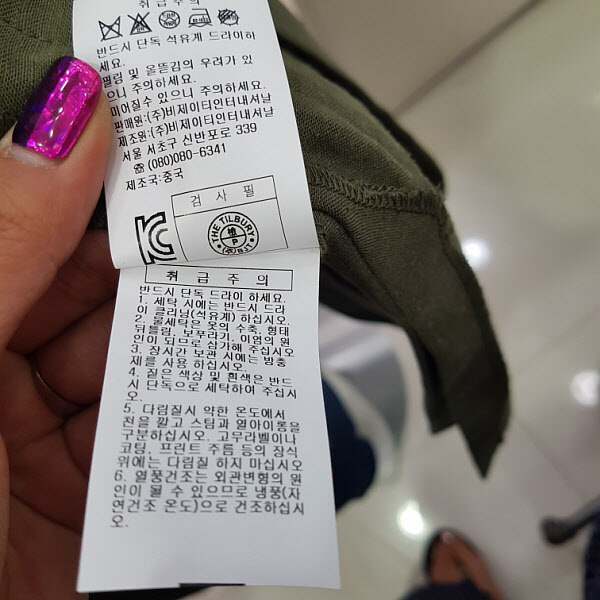 취급주의
반드시 단독 석유계 드라이하
세요.
열림 및 올뜯김의 우려가 있
으니 주의하세요.
미어질수 있으니 주의하세요.
판매원:(주)비제이티인터내셔날
제조원:(주)비제이티인터내셔날
서울 서초구 신반포로 339
☎(080)080-6341
제조국:중국
검 사 필
THE TILBURY
檢
P
(주)BJT
취 급 주 의
반드시 단독 드라이 하세요.
1. 세탁 시에는 반드시 드라
이 클리닝(석유계) 하십시오.
2. 물세탁은 옷의 수축, 형태
뒤틀림, 보푸라기, 이염의 원
인이 되므로 삼가해 주십시오
3. 장시간 보관 시에는 방충
제를 사용 하십시오.
4. 짙은 색상 및 흰색은 반드
시 단독으로 세탁하여 주십시
오.
5. 다림질시 약한 온도에서
천을 깔고 스팀과 열아이롱을
구분하십시오. 고무라벨이나
코팅, 프린트 주름 등의 장식
위에는 다림질 하지 마십시오
6. 열풍건조는 외관변형의 원
인이 될 수 있으므로 냉풍(자
연건조 온도)으로 건조하십시
오.